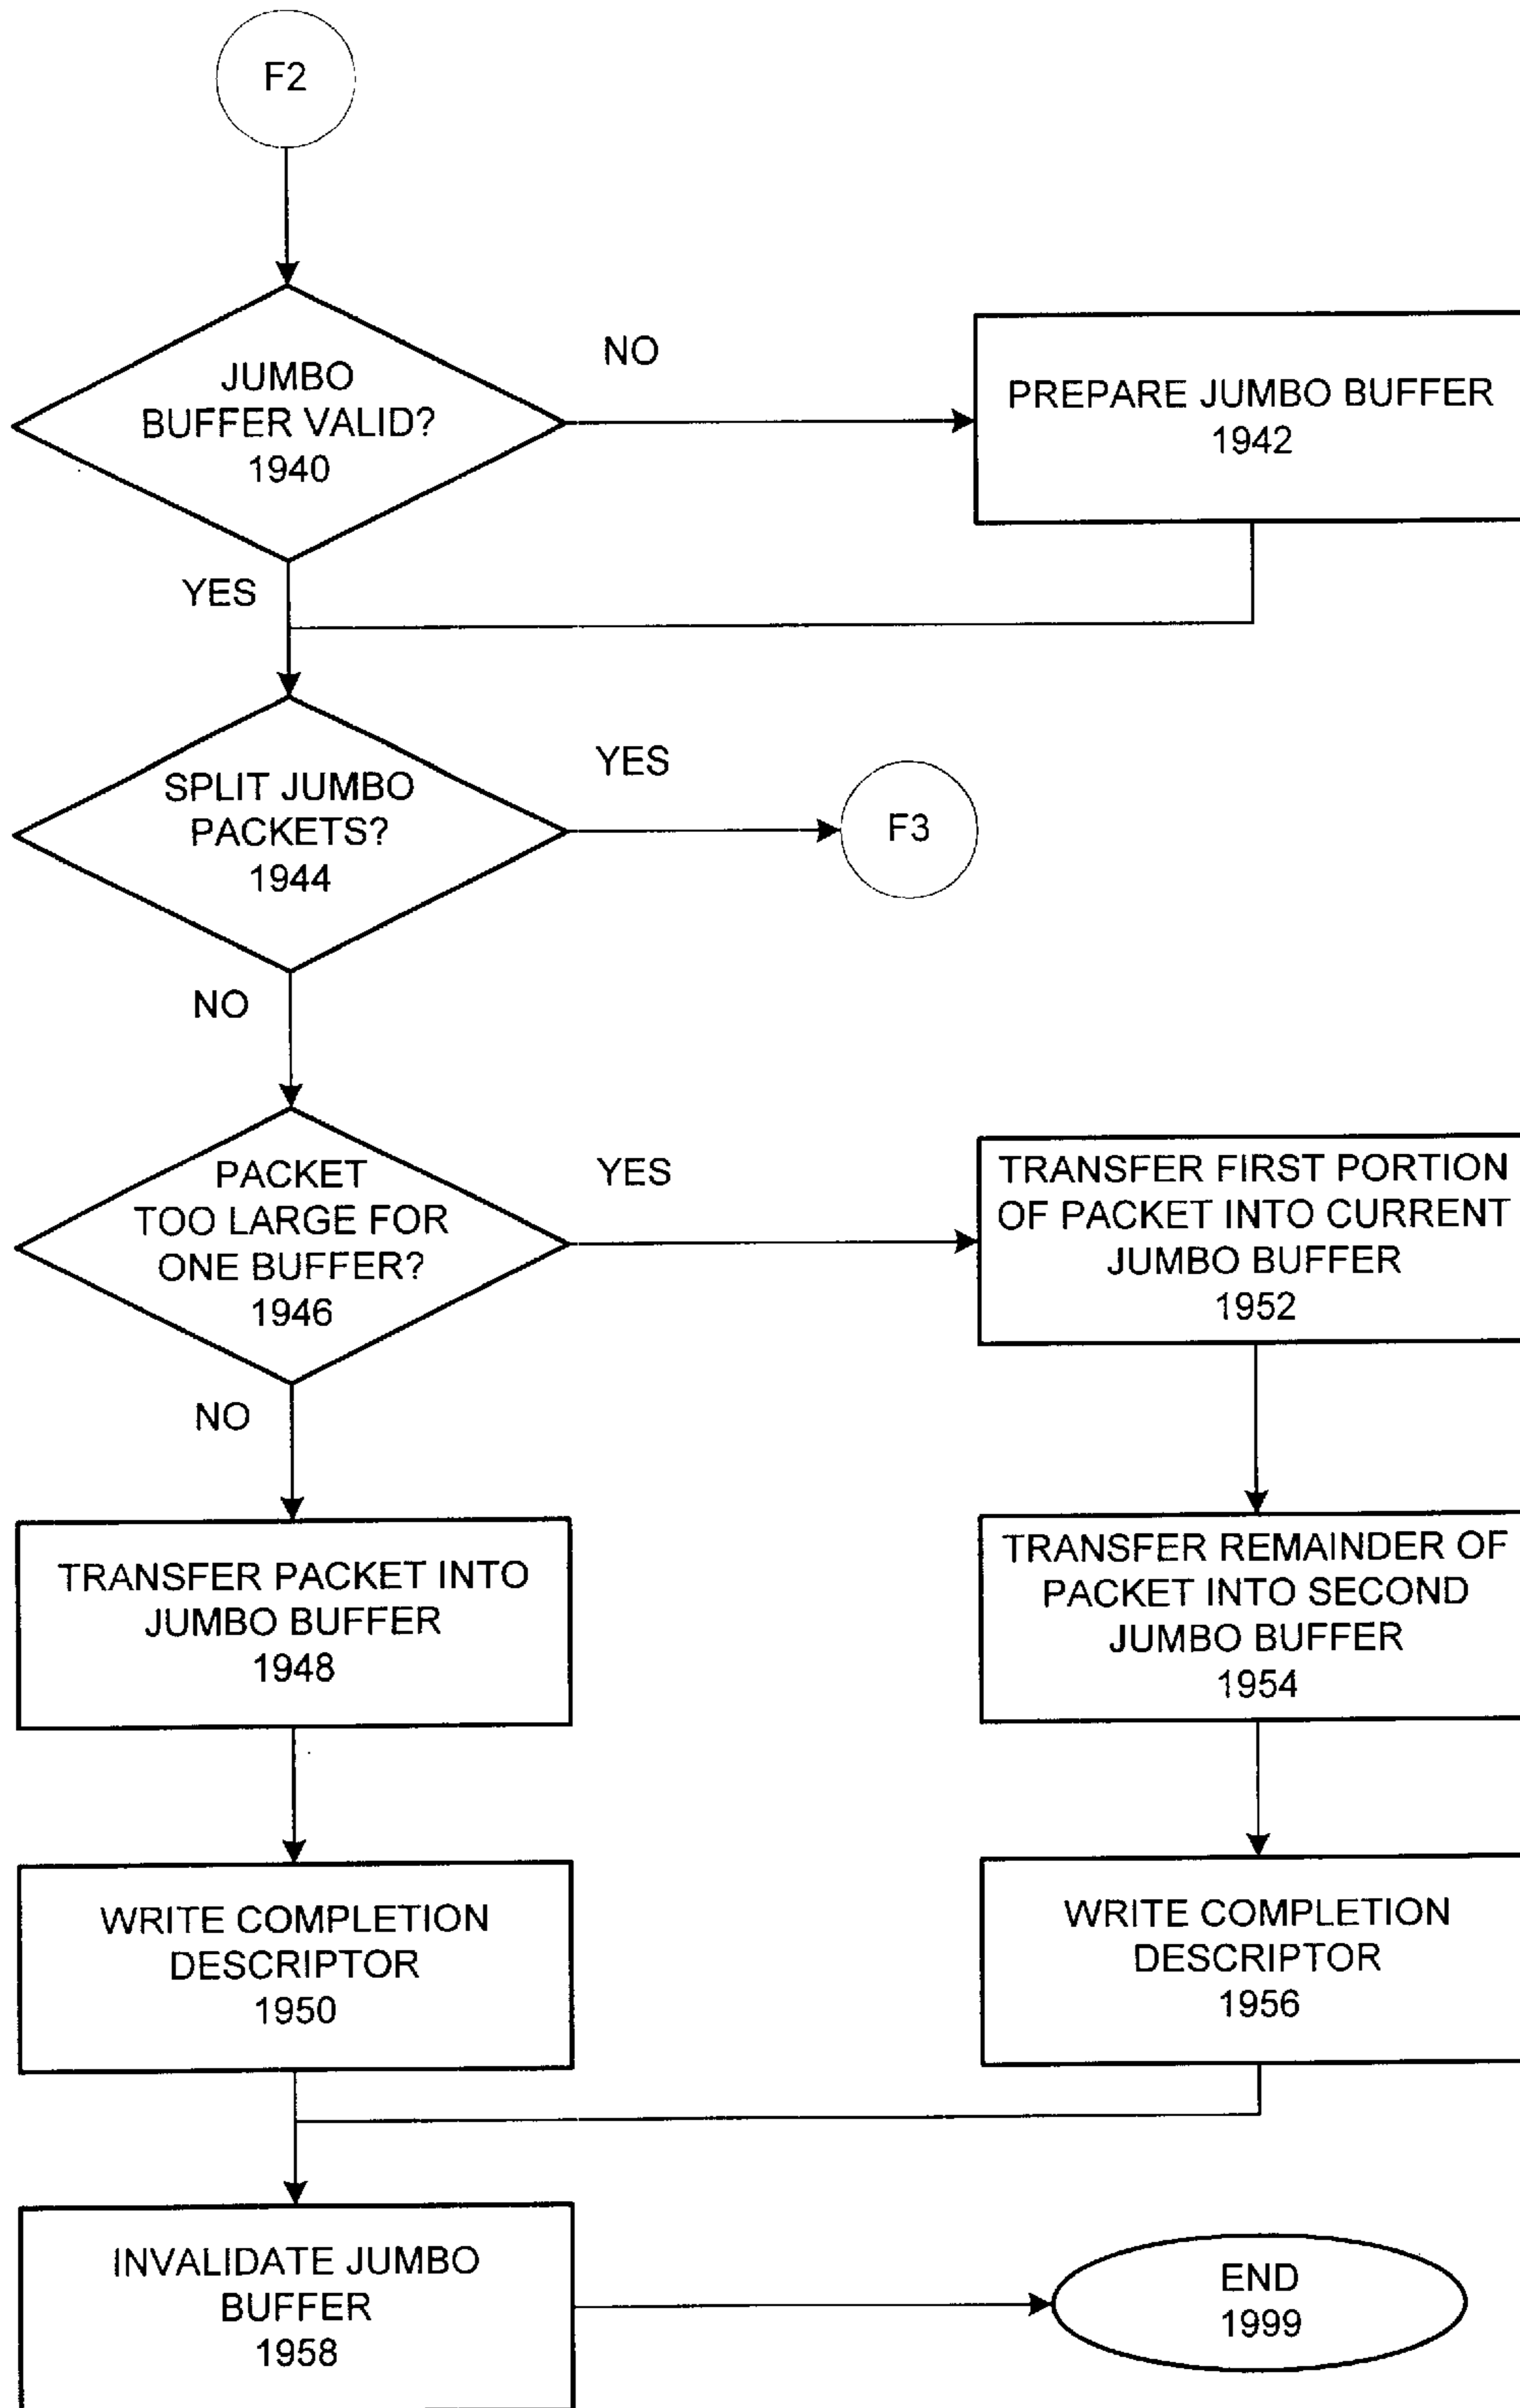 F2
JUMBO
BUFFER VALID?
1940
NO
PREPARE JUMBO BUFFER
1942
YES
SPLIT JUMBO
PACKETS?
1944
YES
F3
NO
PACKET
TOO LARGE FOR
ONE BUFFER?
1946
YES
TRANSFER FIRST PORTION
OF PACKET INTO CURRENT
JUMBO BUFFER
1952
NO
TRANSFER PACKET INTO
JUMBO BUFFER
1948
TRANSFER REMAINDER OF
PACKET INTO SECOND
JUMBO BUFFER
1954
WRITE COMPLETION
DESCRIPTOR
1950
WRITE COMPLETION
DESCRIPTOR
1956
INVALIDATE JUMBO
BUFFER
1958
END
1999